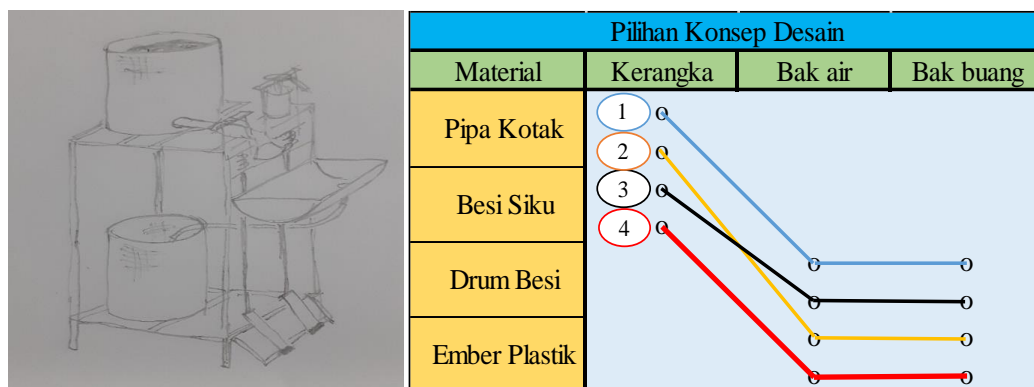 Pilihan Konsep Desain
Material Kerangka Bak air Bak buang
Pipa Kotak
1
2
Besi Siku
3
4
Drum Besi
Ember Plastik